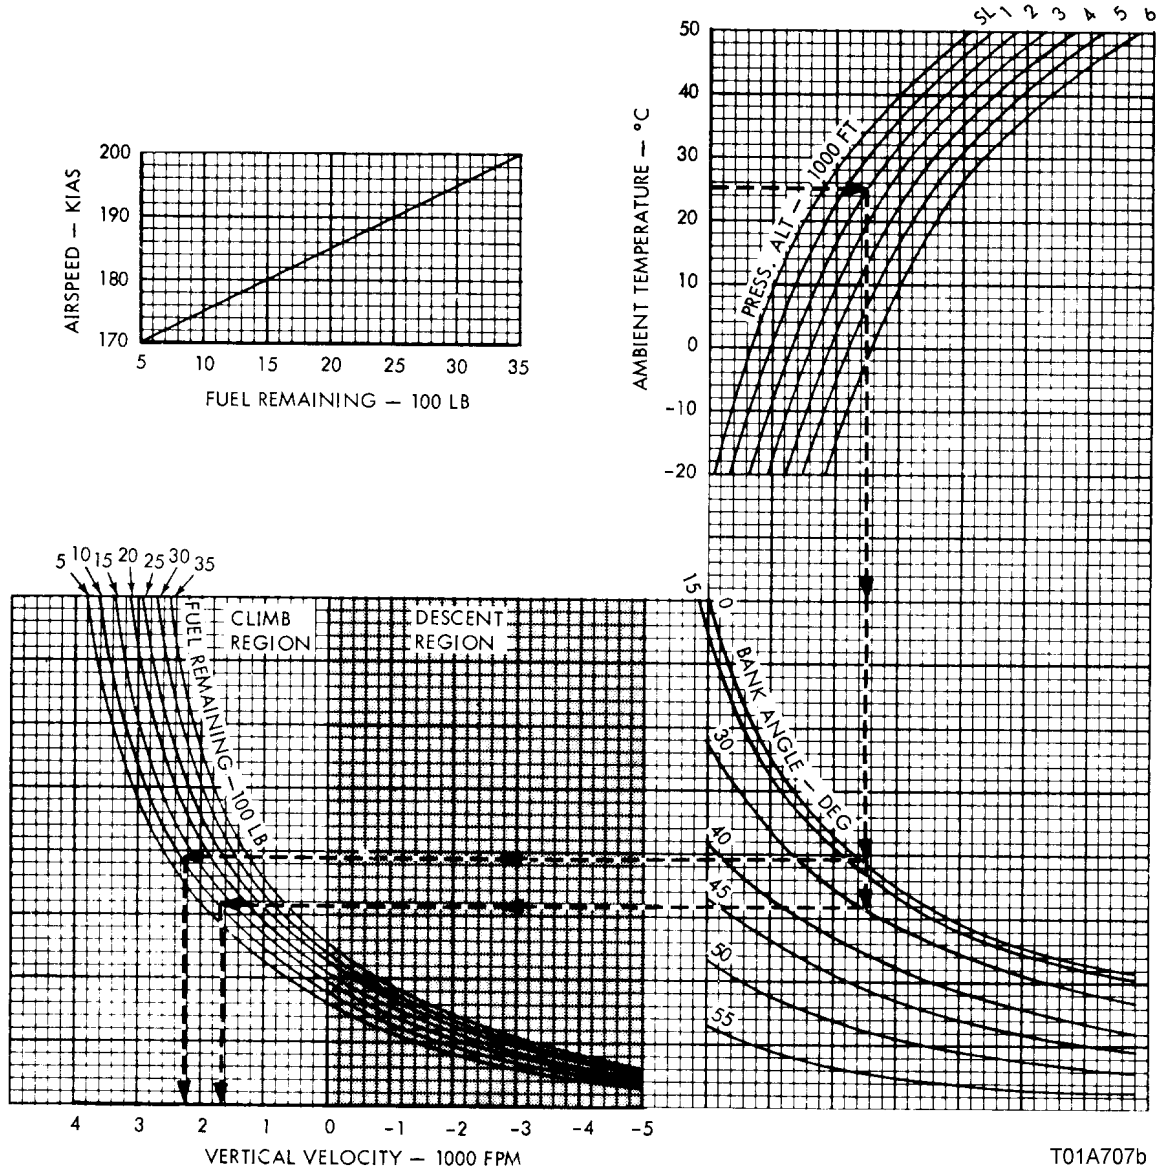 SL 1 2 3 4 5 6
50
40
30
20
10
0
-10
-20
AMBIENT TEMPERATURE — °C
PRESS. ALT — 1000 FT
200
190
180
170
AIRSPEED — KIAS
5 10 15 20 25 30 35
FUEL REMAINING — 100 LB
5 10 15 20 25 30 35
FUEL REMAINING — 100 LB
CLIMB
REGION
DESCENT
REGION
15 0
BANK ANGLE — DEG
30
40
45
50
55
4 3 2 1 0 -1 -2 -3 -4 -5
VERTICAL VELOCITY — 1000 FPM
T01A707b